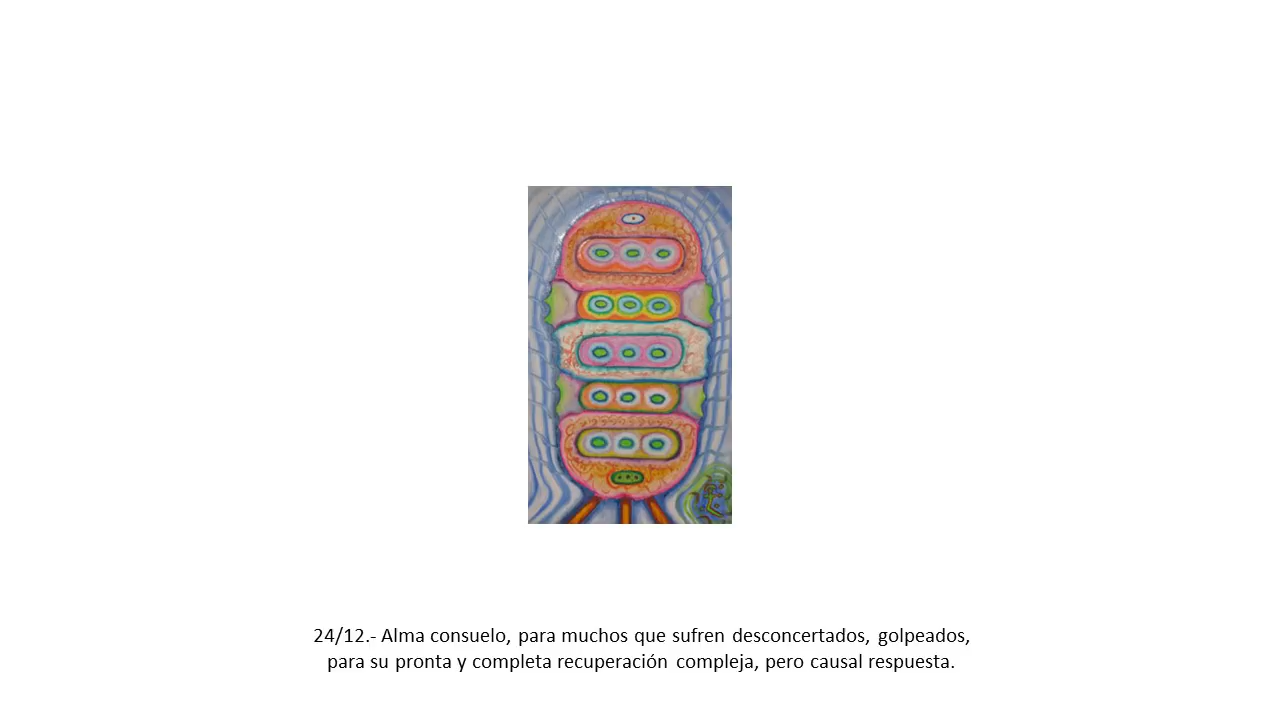 24/12.- Alma consuelo, para muchos que sufren desconcertados, golpeados,
para su pronta y completa recuperación compleja, pero causal respuesta.